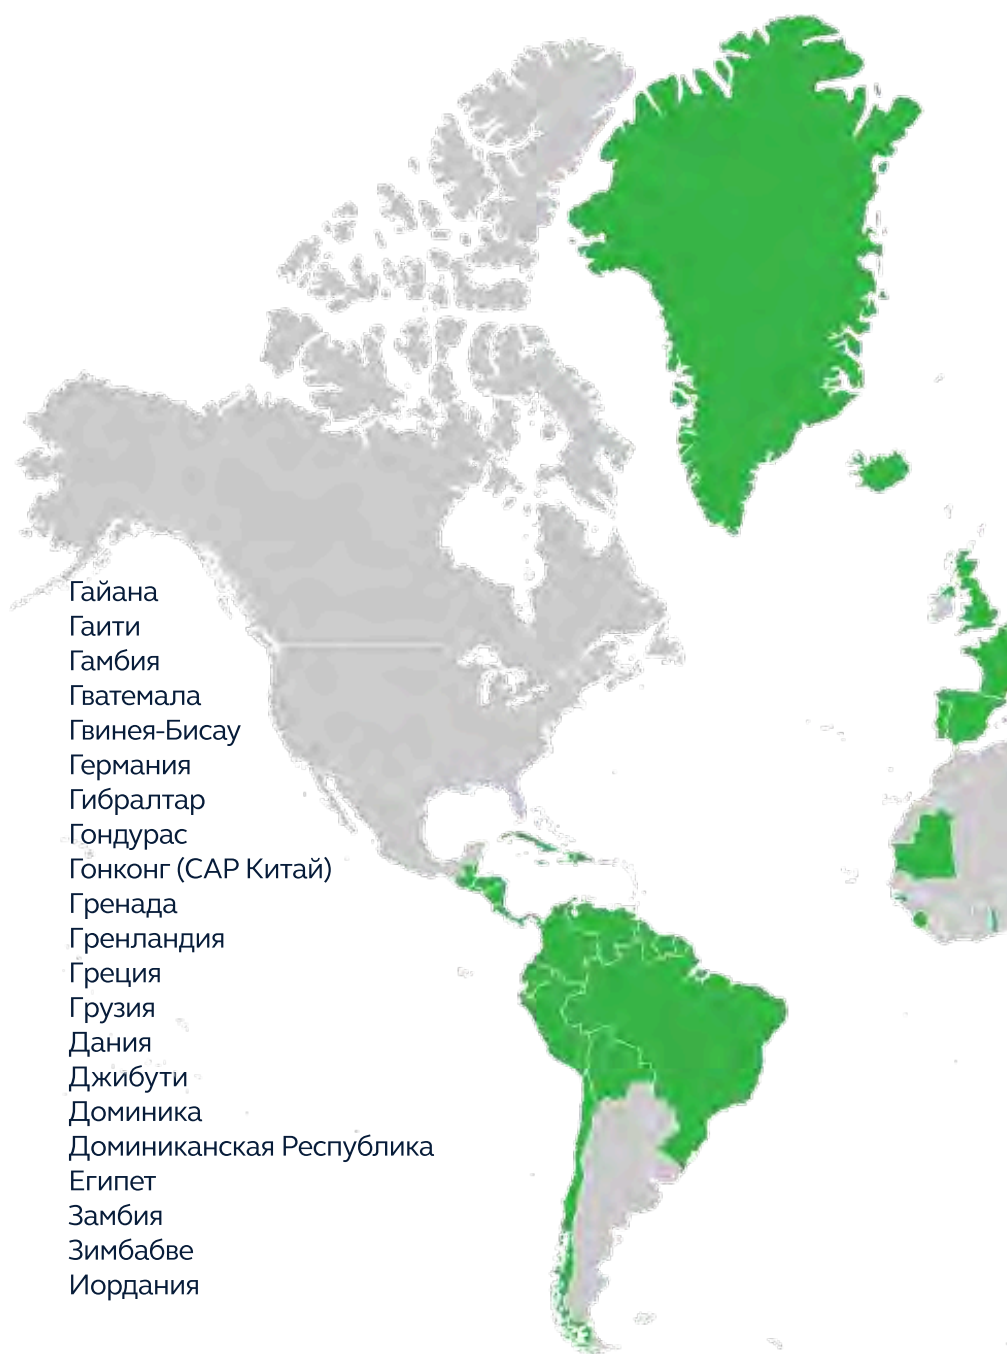 Гайана
Гаити
Гамбия
Гватемала
Гвинея-Бисау
Германия
Гибралтар
Гондурас
Гонконг (САР Китай)
Гренада
Гренландия
Греция
Грузия
Дания
Джибути
Доминика
Доминиканская Республика
Египет
Замбия
Зимбабве
Иордания